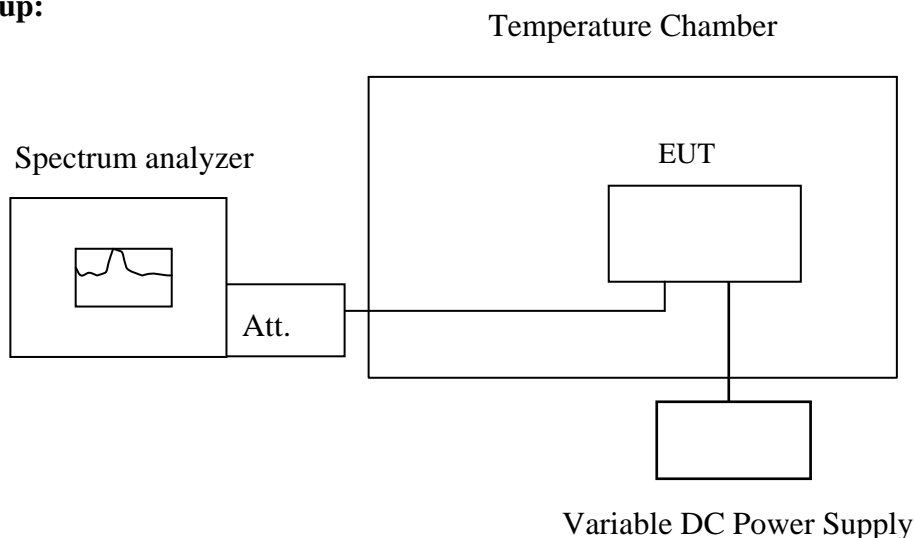 up:
Temperature Chamber
Spectrum analyzer
EUT
Att.
Variable DC Power Supply